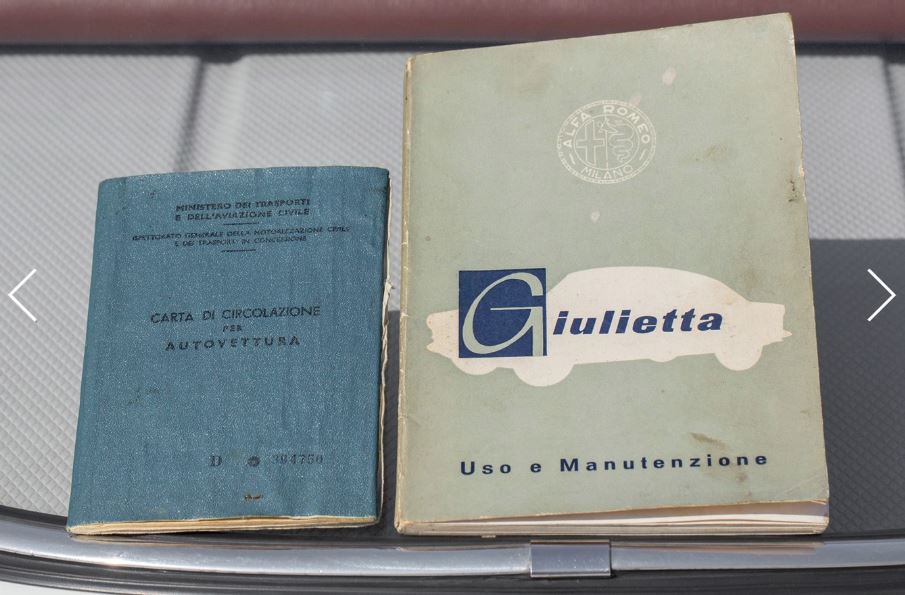 MINISTERO DEI TRASPORTI
E DELL'AVIAZIONE CIVILE
ISPETTORATO GENERALE DELLA MOTORIZZAZIONE CIVILE
E DEI TRASPORTI IN CONCESSIONE
CARTA DI CIRCOLAZIONE
PER
AUTOVETTURA
D 394750
ALFA ROMEO
MILANO
Giulietta
Uso e Manutenzione